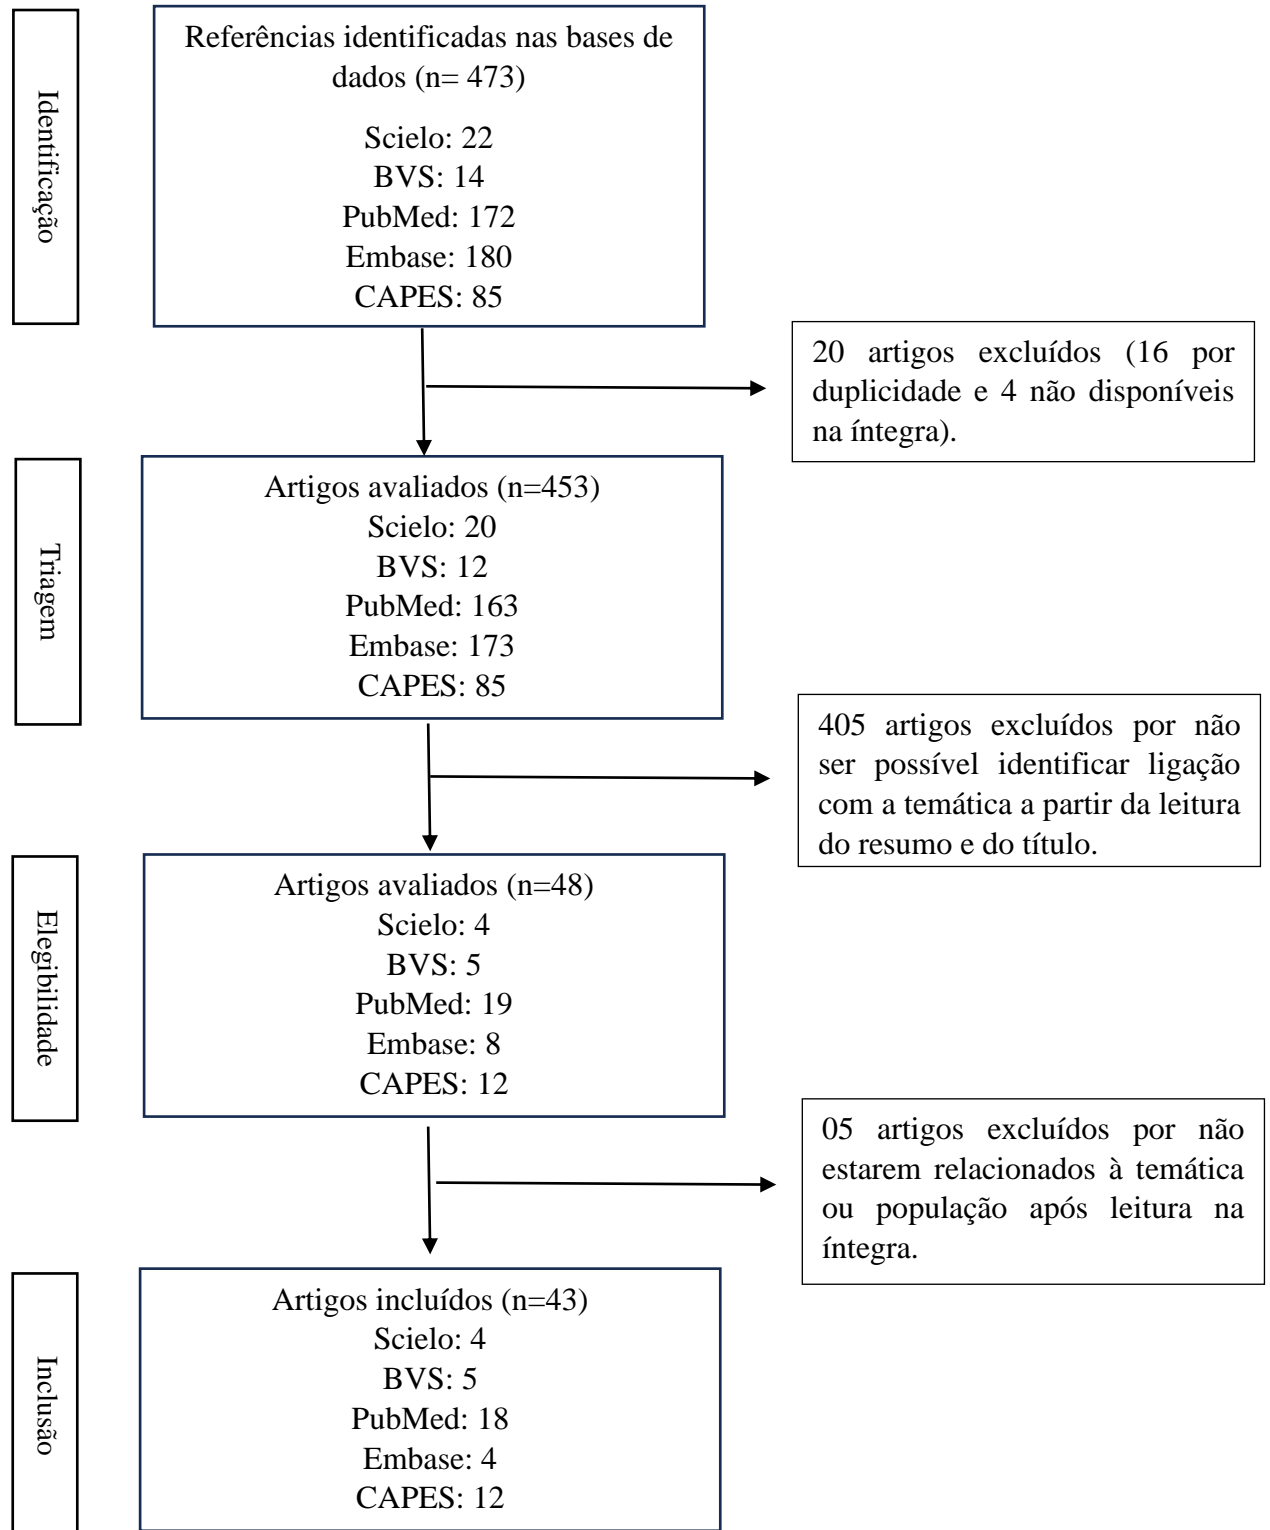 Identificação
Referências identificadas nas bases de
dados (n= 473)
Scielo: 22
BVS: 14
PubMed: 172
Embase: 180
CAPES: 85
20 artigos excluídos (16 por
duplicidade e 4 não disponíveis
na íntegra).
Triagem
Artigos avaliados (n=453)
Scielo: 20
BVS: 12
PubMed: 163
Embase: 173
CAPES: 85
405 artigos excluídos por não
ser possível identificar ligação
com a temática a partir da leitura
do resumo e do título.
Elegibilidade
Artigos avaliados (n=48)
Scielo: 4
BVS: 5
PubMed: 19
Embase: 8
CAPES: 12
05 artigos excluídos por não
estarem relacionados à temática
ou população após leitura na
íntegra.
Inclusão
Artigos incluídos (n=43)
Scielo: 4
BVS: 5
PubMed: 18
Embase: 4
CAPES: 12